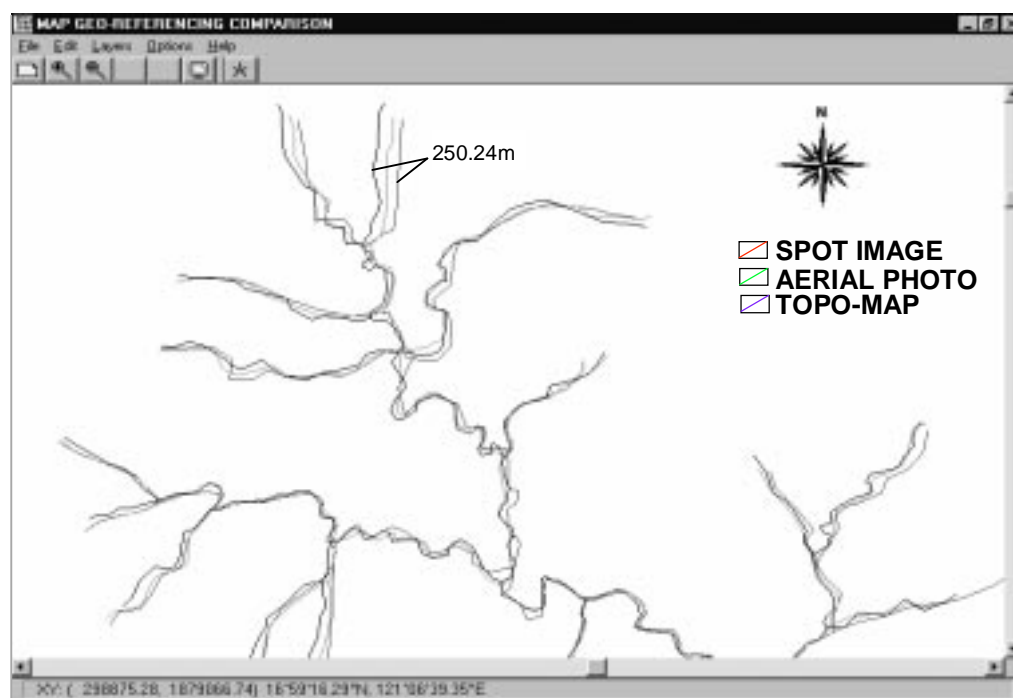 MAP GEO-REFERENCING COMPARISON
File Edit Layers Options Help
N
250.24m
SPOT IMAGE
AERIAL PHOTO
TOPO-MAP
XY: ( 298875.28, 1879066.74) 16°59'16.29"N, 121°06'39.35"E